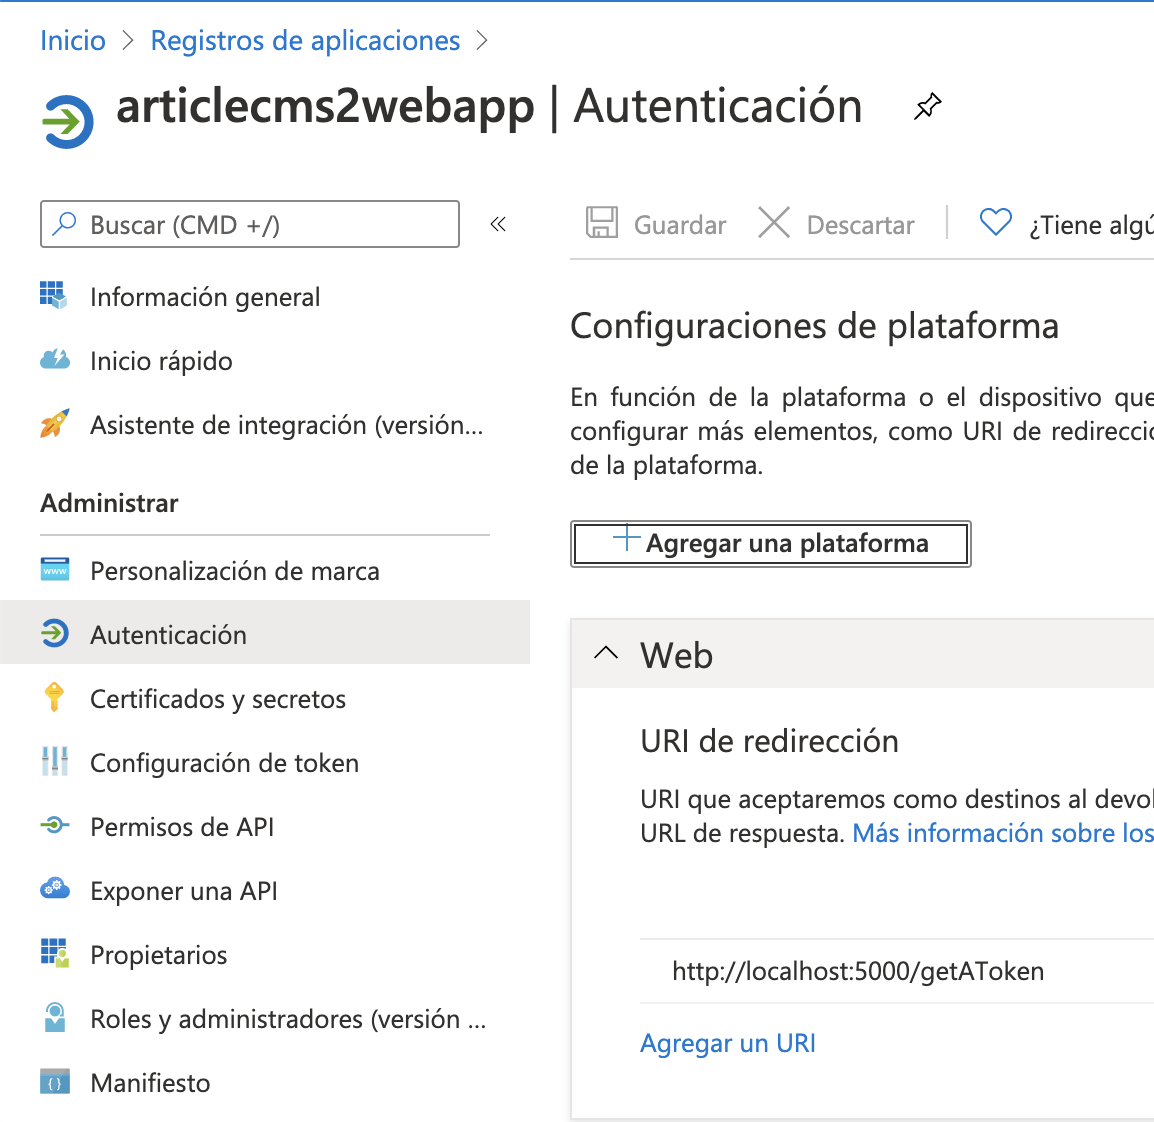 Inicio > Registros de aplicaciones >
articlecms2webapp | Autenticación
Buscar (CMD +/)
«
Guardar
Descartar
¿Tiene algú
Información general
Inicio rápido
Asistente de integración (versión...
Administrar
Personalización de marca
Autenticación
Certificados y secretos
Configuración de token
Permisos de API
Exponer una API
Propietarios
Roles y administradores (versión ...
Manifiesto
Configuraciones de plataforma
En función de la plataforma o el dispositivo que
configurar más elementos, como URI de redirecció
de la plataforma.
Agregar una plataforma
Web
URI de redirección
URI que aceptaremos como destinos al devol
URL de respuesta. Más información sobre los
http://localhost:5000/getAToken
Agregar un URI